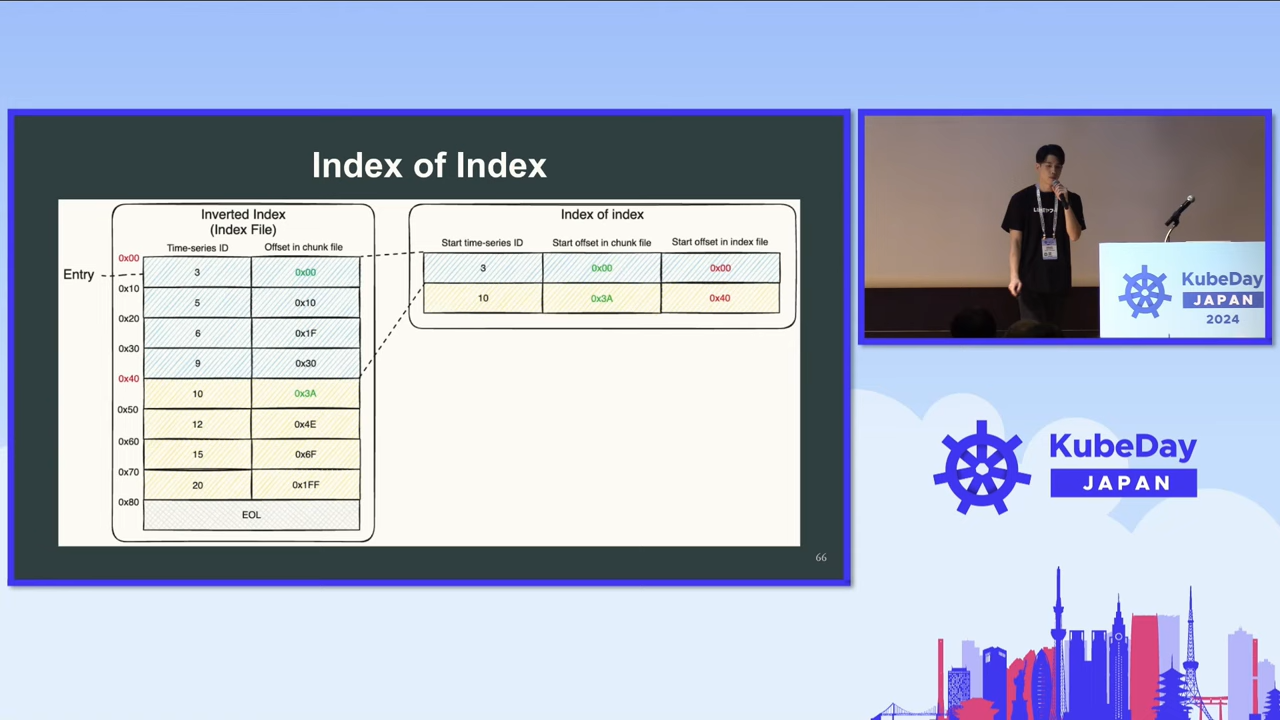 Index of Index
Inverted Index
(Index File)
Time-series ID Offset in chunk file
Entry
0x00
3 0x00
0x10
5 0x10
0x20
6 0x1F
0x30
9 0x30
0x40
10 0x3A
0x50
12 0x4E
0x60
15 0x6F
0x70
20 0x1FF
0x80
EOL
Index of index
Start time-series ID Start offset in chunk file Start offset in index file
3 0x00 0x00
10 0x3A 0x40
66
KubeDay
JAPAN
2024
KubeDay
JAPAN